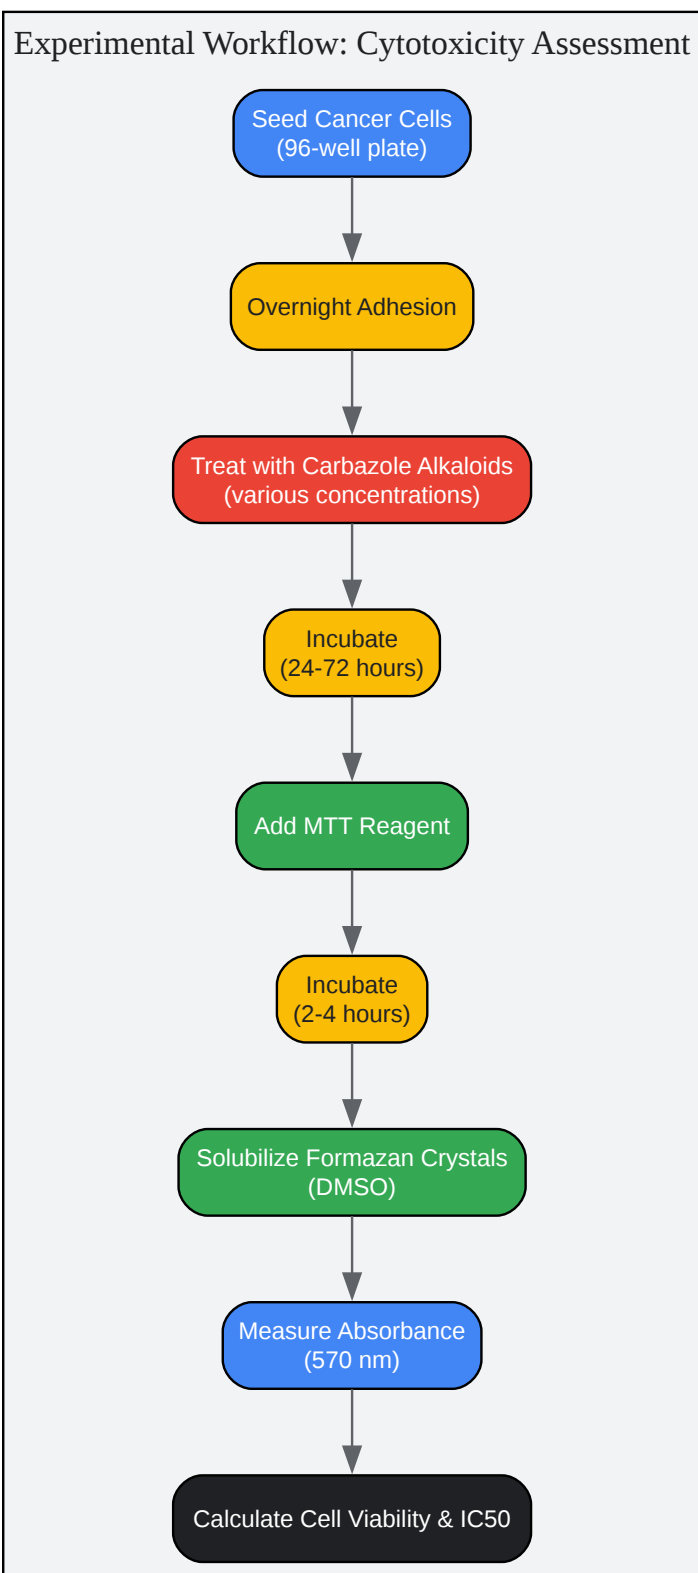 Experimental Workflow: Cytotoxicity Assessment
Seed Cancer Cells
(96-well plate)
Overnight Adhesion
Treat with Carbazole Alkaloids
(various concentrations)
Incubate
(24-72 hours)
Add MTT Reagent
Incubate
(2-4 hours)
Solubilize Formazan Crystals
(DMSO)
Measure Absorbance
(570 nm)
Calculate Cell Viability & IC50